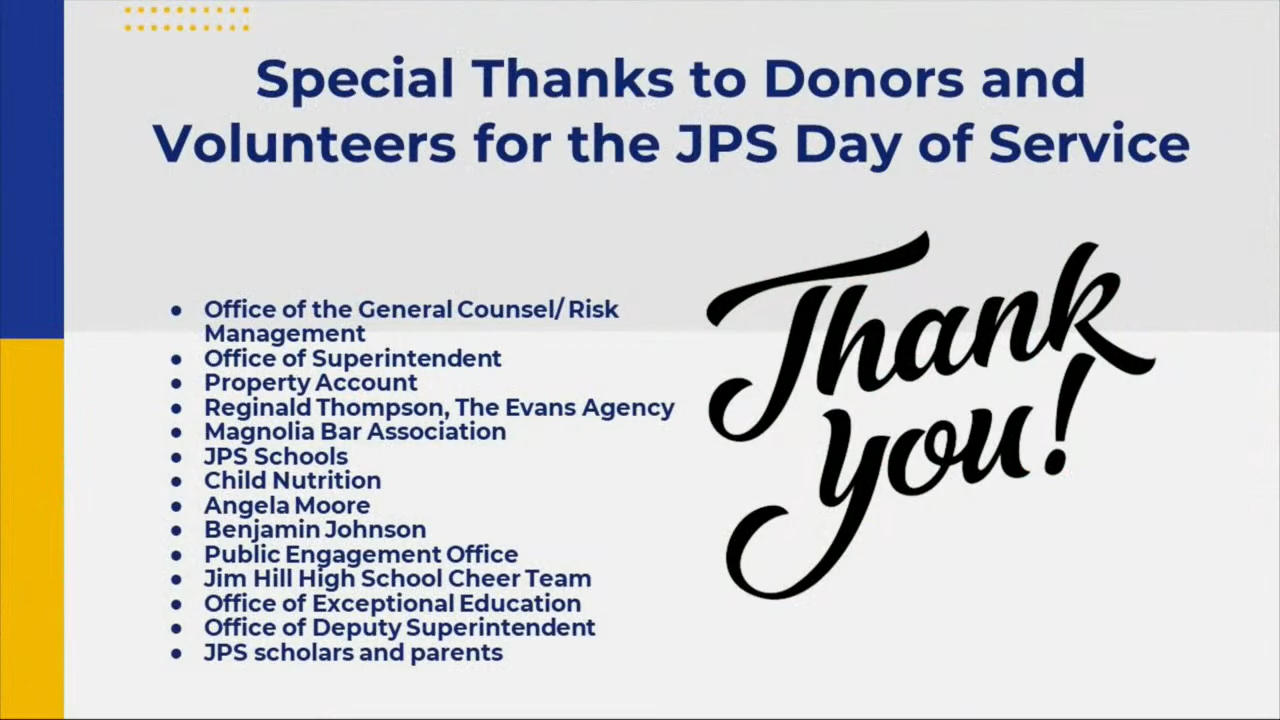 Special Thanks to Donors and
Volunteers for the JPS Day of Service
• Office of the General Counsel/ Risk
Management
• Office of Superintendent
• Property Account
• Reginald Thompson, The Evans Agency
• Magnolia Bar Association
• JPS Schools
• Child Nutrition
• Angela Moore
• Benjamin Johnson
• Public Engagement Office
• Jim Hill High School Cheer Team
• Office of Exceptional Education
• Office of Deputy Superintendent
• JPS scholars and parents
Thank
you!